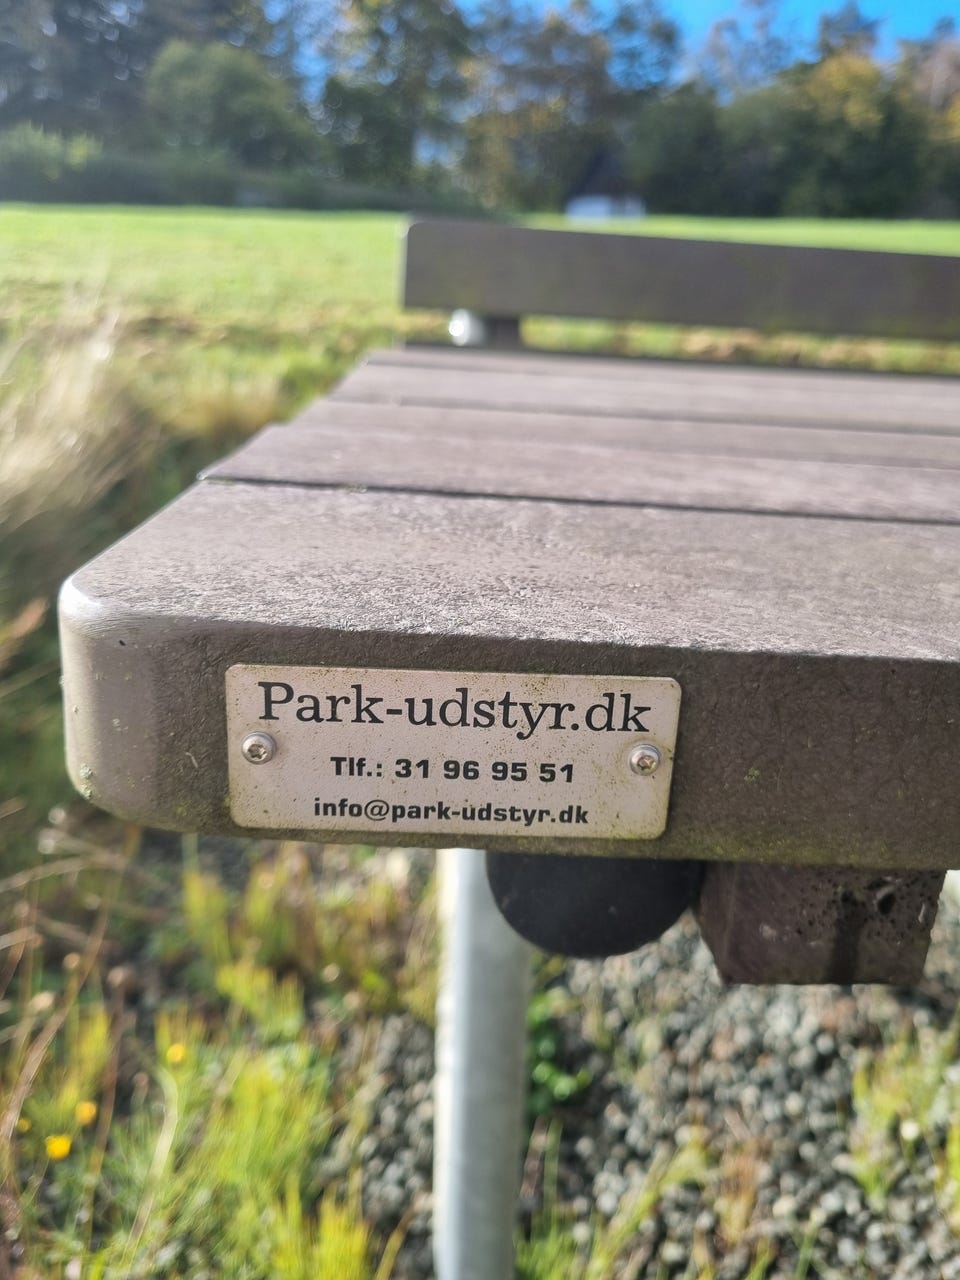 Park-udstyr.dk
Tlf.: 31 96 95 51
info@park-udstyr.dk